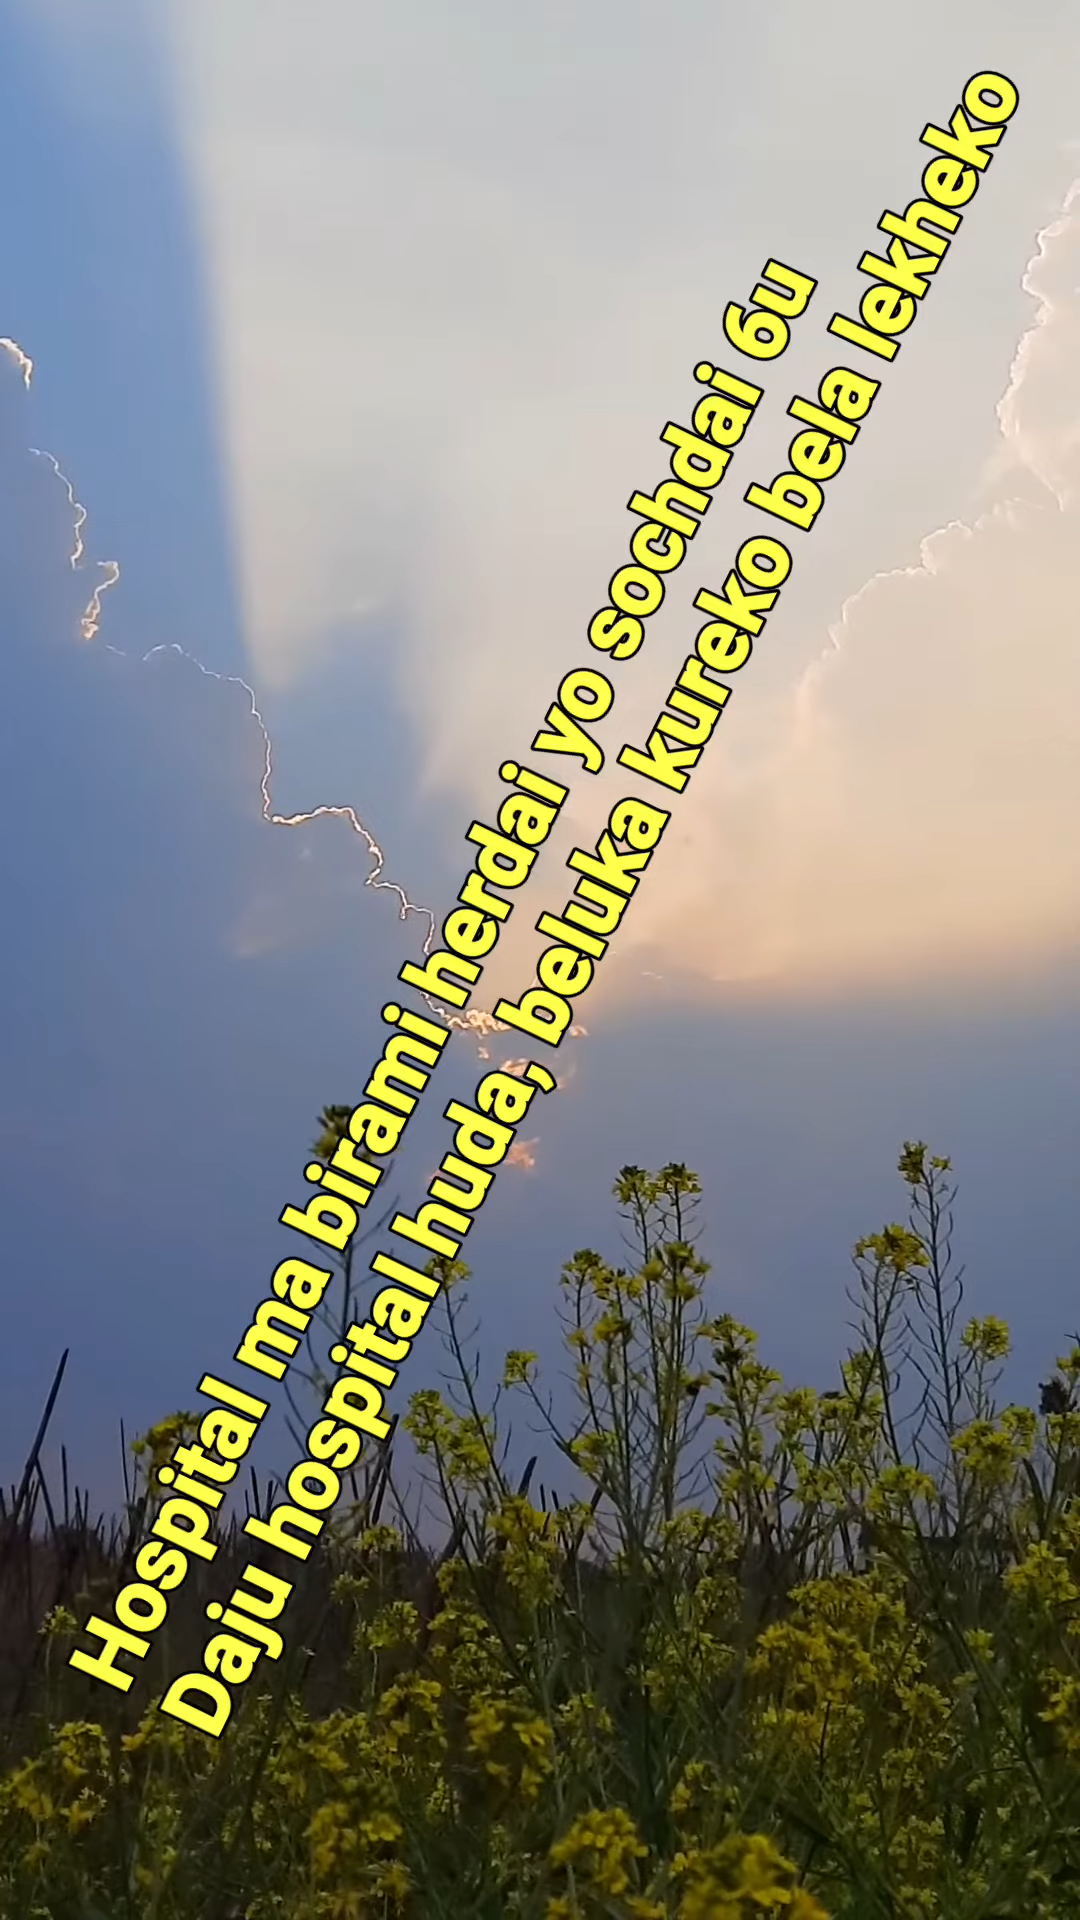 Hospital ma birami herdai yo sochdai 6u
Daju hospital huda, beluka kureko bela lekheko